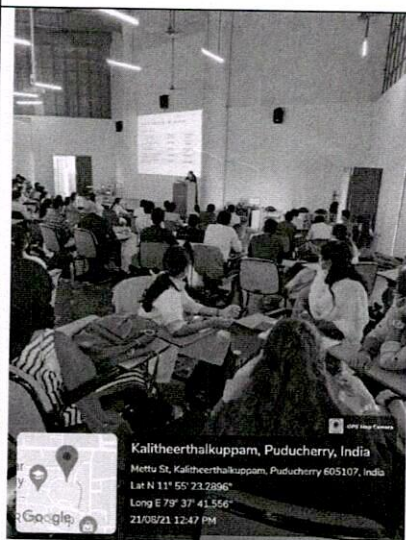 GPS Map Camera
Kalitheerthalkuppam, Puducherry, India
Mettu St, Kalitheerthalkuppam, Puducherry 605107, India
Lat N 11° 55' 23.2896"
Long E 79° 37' 41.556"
21/08/21 12:47 PM
Google